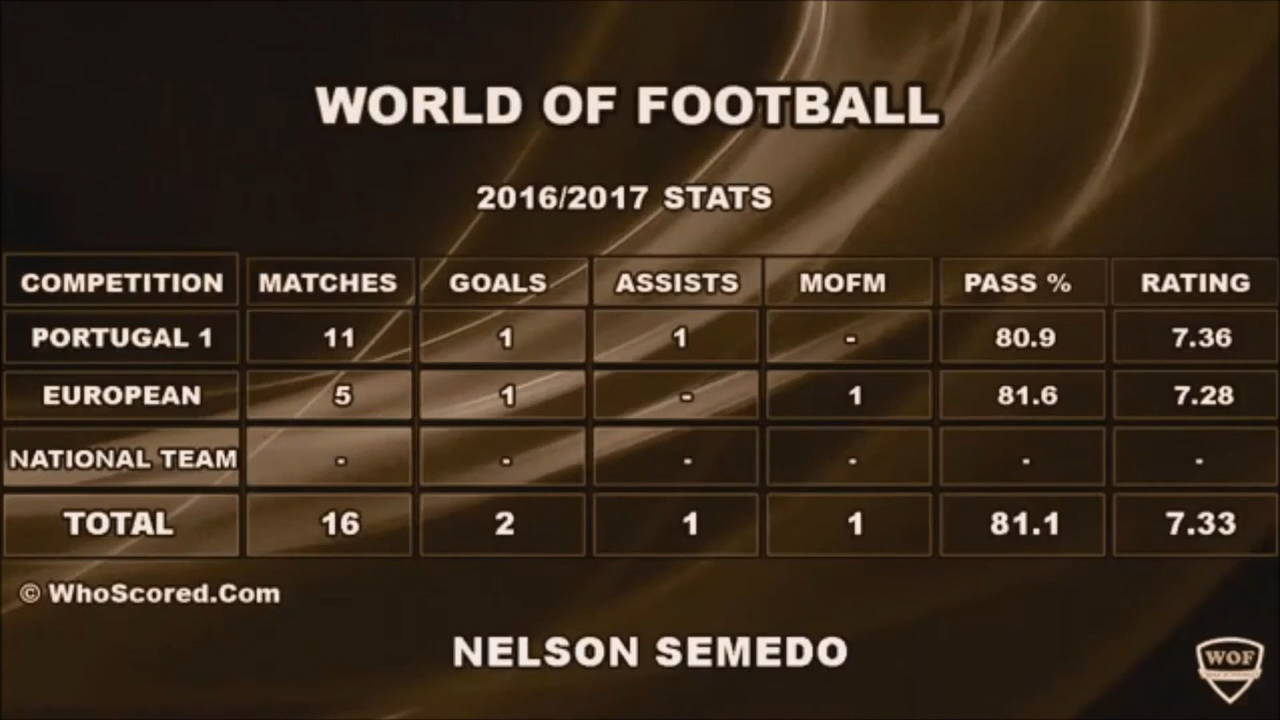 WORLD OF FOOTBALL
2016/2017 STATS
COMPETITION MATCHES GOALS ASSISTS MOFM PASS % RATING
PORTUGAL 1 11 1 1 - 80.9 7.36
EUROPEAN 5 1 - 1 81.6 7.28
NATIONAL TEAM - - - - - -
TOTAL 16 2 1 1 81.1 7.33
© WhoScored.Com
NELSON SEMEDO
WOF